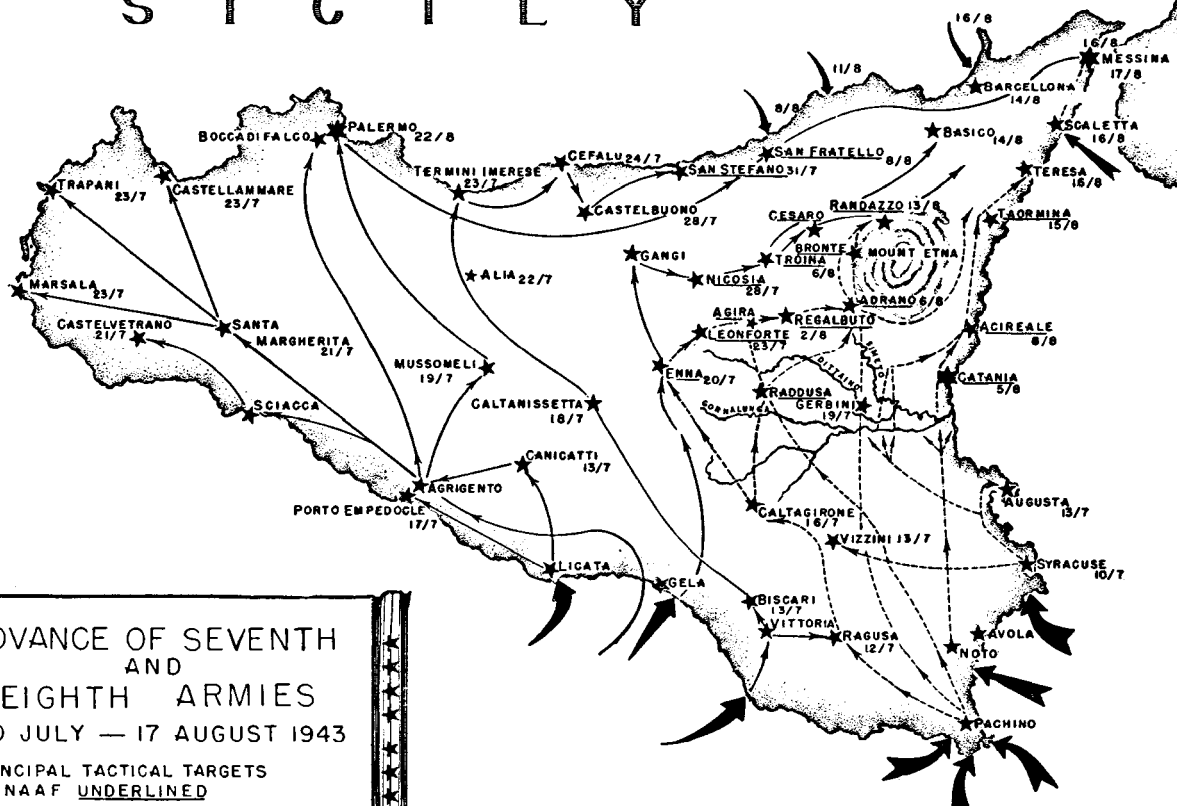 S I C I L Y
16/8
11/8
8/8
16/8
MESSINA
17/8
BARCELLONA
14/8
SCALETTA
16/8
BASICO
14/8
PALERMO
22/8
BOCCADIFALCO
CEFALU 24/7
SAN FRATELLO
8/8
TERMINI IMERESE
23/7
SAN STEFANO 31/7
TERESA
15/8
TRAPANI
23/7
CASTELLAMMARE
23/7
CASTELBUONO
28/7
RANDAZZO 13/8
CESARO
TAORMINA
15/8
GANGI
BRONTE
MOUNT ETNA
TROINA
6/8
ALIA 22/7
NICOSIA
28/7
MARSALA
23/7
ADRANO 6/8
AGIRA
REGALBUTO
2/8
CASTELVETRANO
21/7
SANTA
MARGHERITA
21/7
LEONFORTE
23/7
ACIREALE
8/8
MUSSOMELI
19/7
ENNA 20/7
DITTAINO
SIMETO
CATANIA
5/8
RADDUSA
GERBINI
19/7
GORNALUNGA
SCIACCA
CALTANISSETTA
18/7
CANICATTI
13/7
AGRIGENTO
PORTO EMPEDOCLE
17/7
AUGUSTA
13/7
CALTAGIRONE
16/7
VIZZINI 13/7
LICATA
GELA
SYRACUSE
10/7
BISCARI
13/7
VITTORIA
RAGUSA
12/7
AVOLA
NOTO
PACHINO
DVANCE OF SEVENTH
AND
EIGHTH ARMIES
JULY — 17 AUGUST 1943
NCIPAL TACTICAL TARGETS
NAAF UNDERLINED